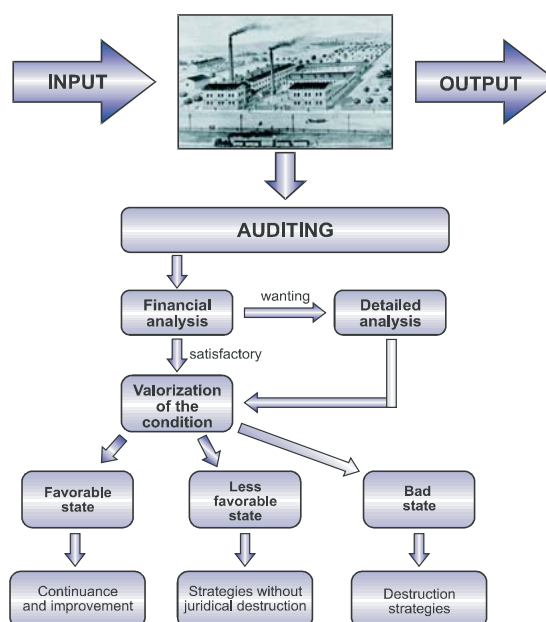 INPUT
OUTPUT
AUDITING
Financial
analysis
wanting
Detailed
analysis
satisfactory
Valorization
of the
condition
Favorable
state
Less
favorable
state
Bad
state
Continuance
and improvement
Strategies without
juridical destruction
Destruction
strategies